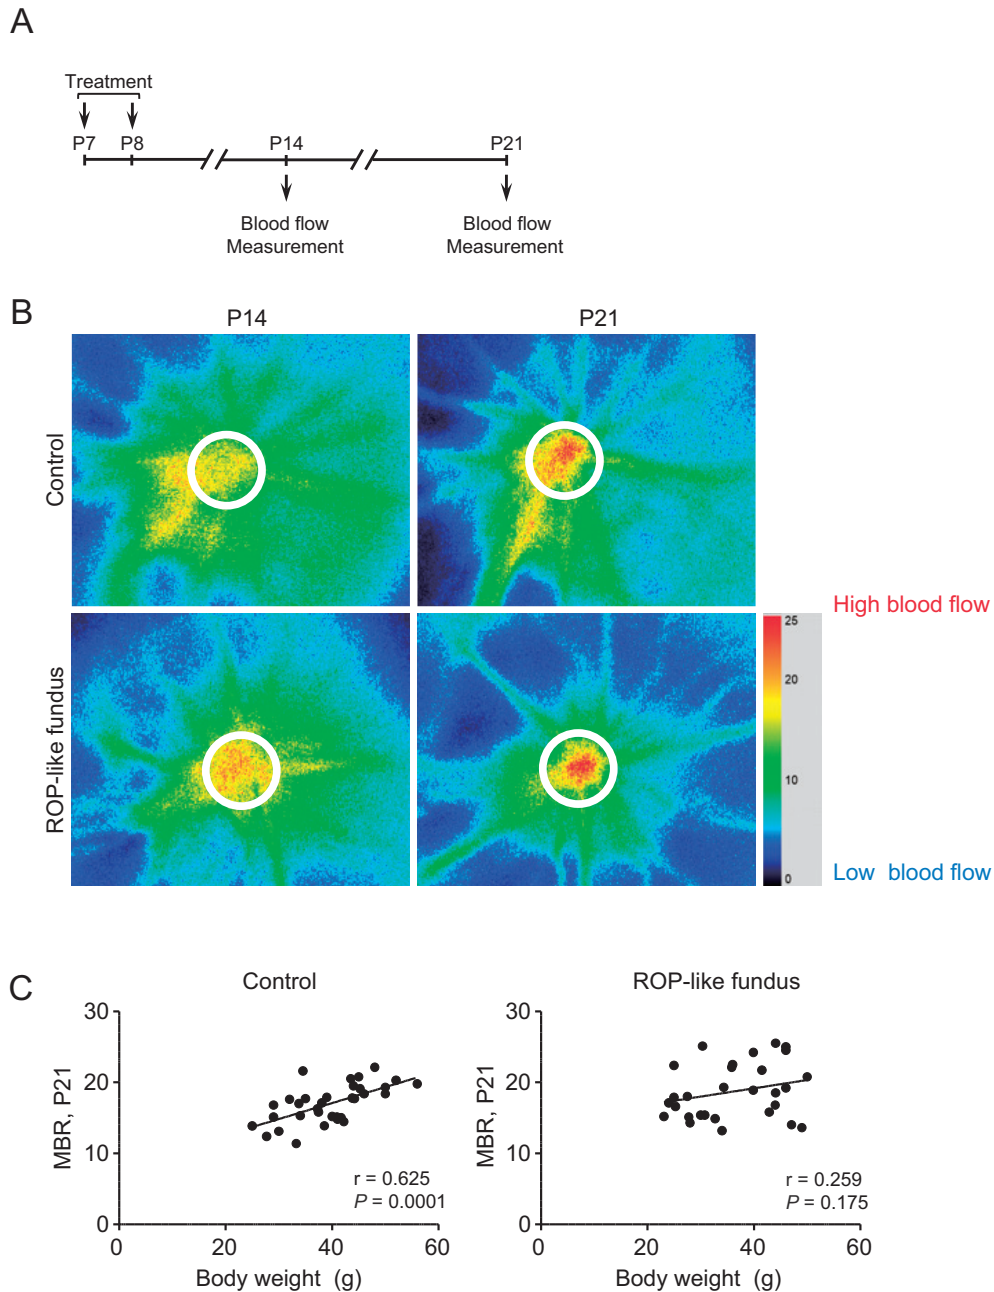 A
Treatment
P7 P8 P14 P21
Blood flow Blood flow
Measurement Measurement
B
P14 P21
Control
ROP-like fundus
High blood flow
25
20
10
0
Low blood flow
C
Control ROP-like fundus
MBR, P21
30
20
10
0
r = 0.625
P = 0.0001
0 20 40 60
Body weight (g)
MBR, P21
30
20
10
0
r = 0.259
P = 0.175
0 20 40 60
Body weight (g)